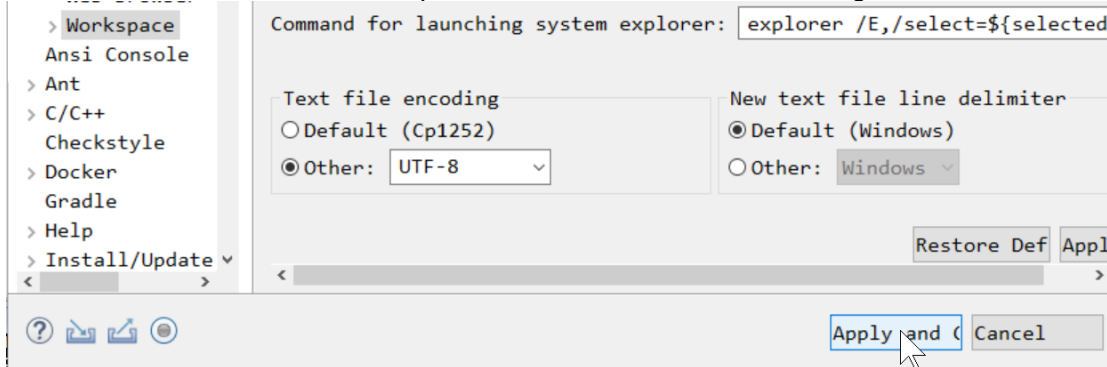 Workspace
Ansi Console
Ant
C/C++
Checkstyle
Docker
Gradle
Help
Install/Update
Command for launching system explorer: explorer /E,/select=${selected
Text file encoding
Default (Cp1252)
Other: UTF-8
New text file line delimiter
Default (Windows)
Other: Windows
Restore Def Appl
?
Apply and C Cancel